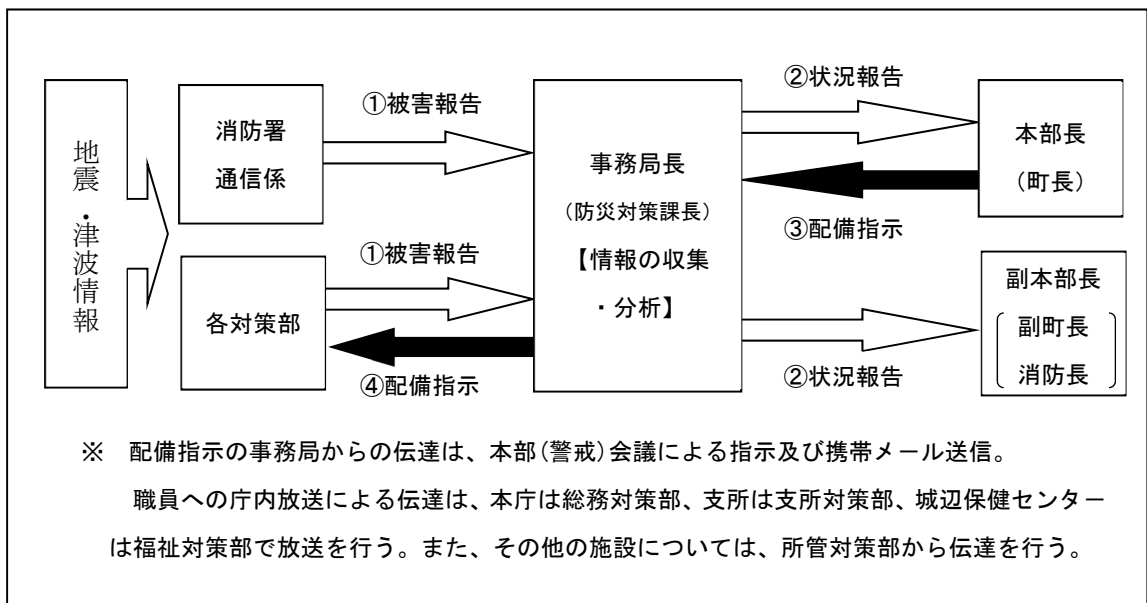 地震・津波情報
消防署
通信係
①被害報告
各対策部
①被害報告
④配備指示
事務局長
（防災対策課長）
【情報の収集
・分析】
②状況報告
③配備指示
②状況報告
本部長
（町長）
副本部長
副町長
消防長
※　配備指示の事務局からの伝達は、本部(警戒)会議による指示及び携帯メール送信。
職員への庁内放送による伝達は、本庁は総務対策部、支所は支所対策部、城辺保健センター
は福祉対策部で放送を行う。また、その他の施設については、所管対策部から伝達を行う。